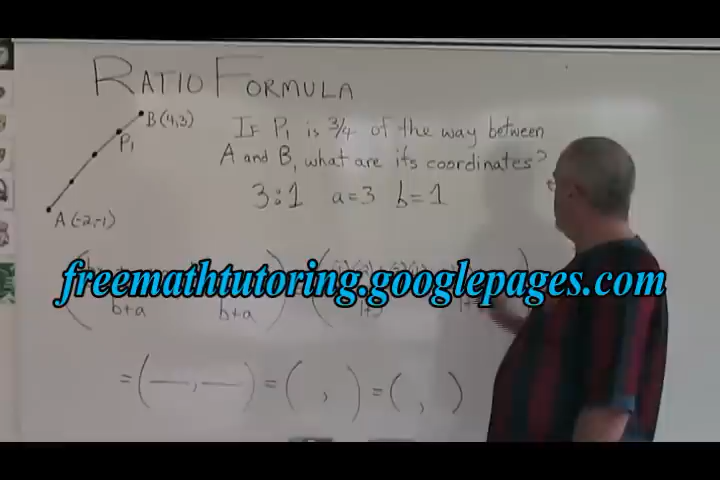 RATIO FORMULA
B(4,3)
P₁
A(-2,-1)
IF P₁ is 3/4 of the way between
A and B, what are its coordinates?
3:1 a=3 b=1
freemathtutoring.googlepages.com
b+a b+a
=(—,—)=( , )=( , )